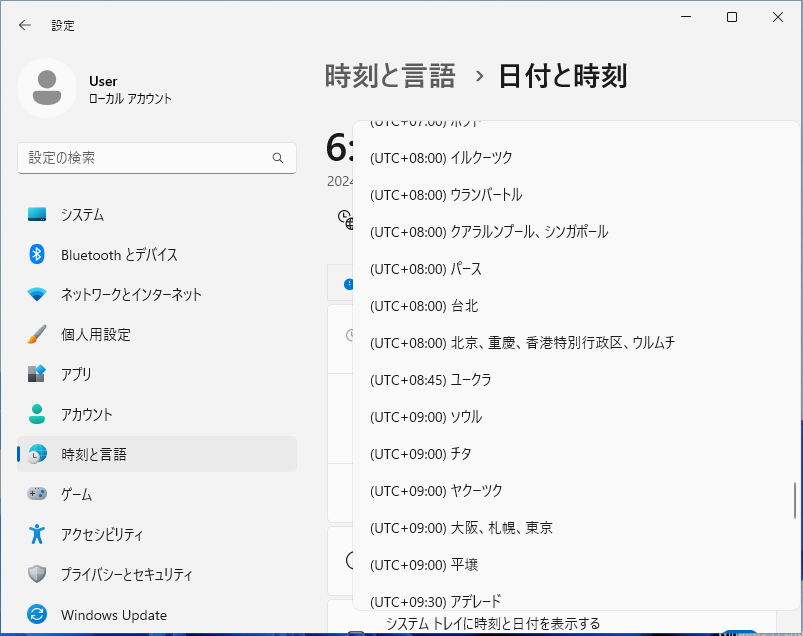 設定
User
ローカル アカウント
設定の検索
システム
Bluetooth とデバイス
ネットワークとインターネット
個人用設定
アプリ
アカウント
時刻と言語
ゲーム
アクセシビリティ
プライバシーとセキュリティ
Windows Update
時刻と言語 › 日付と時刻
6:
2024
(UTC+07:00) ホブド
(UTC+08:00) イルクーツク
(UTC+08:00) ウランバートル
(UTC+08:00) クアラルンプール、シンガポール
(UTC+08:00) パース
(UTC+08:00) 台北
(UTC+08:00) 北京、重慶、香港特別行政区、ウルムチ
(UTC+08:45) ユークラ
(UTC+09:00) ソウル
(UTC+09:00) チタ
(UTC+09:00) ヤクーツク
(UTC+09:00) 大阪、札幌、東京
(UTC+09:00) 平壌
(UTC+09:30) アデレード
システム トレイに時刻と日付を表示する